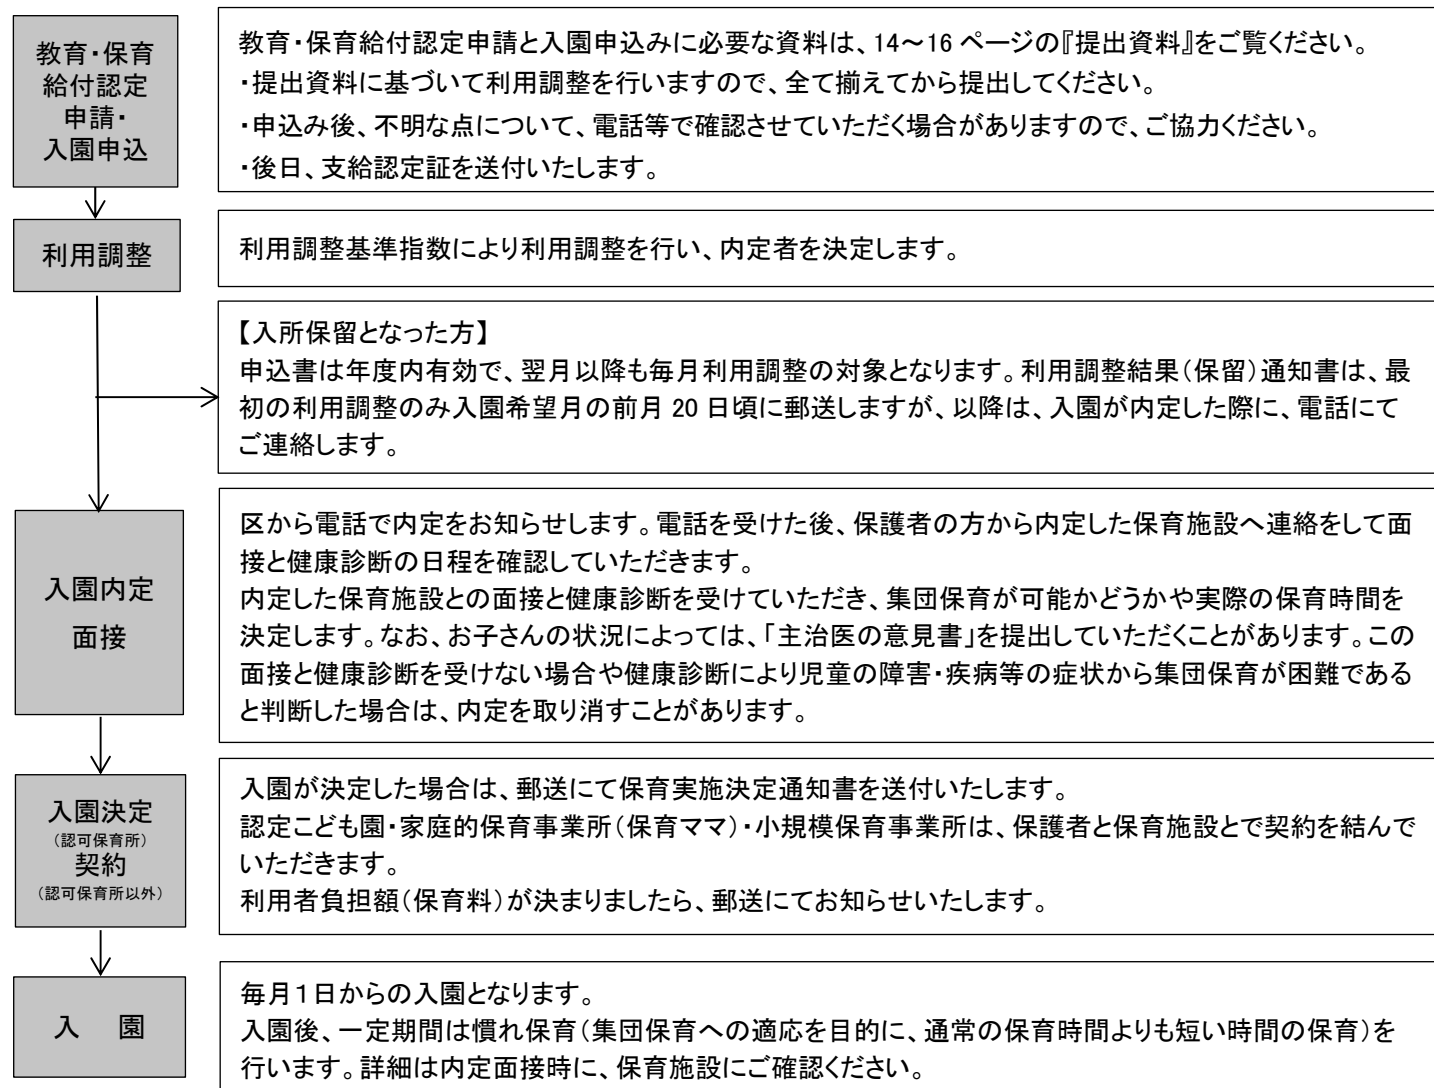 教育・保育
給付認定
申請・
入園申込
教育・保育給付認定申請と入園申込みに必要な資料は、14～16 ページの『提出資料』をご覧ください。
・提出資料に基づいて利用調整を行いますので、全て揃えてから提出してください。
・申込み後、不明な点について、電話等で確認させていただく場合がありますので、ご協力ください。
・後日、支給認定証を送付いたします。
利用調整
利用調整基準指数により利用調整を行い、内定者を決定します。
【入所保留となった方】
申込書は年度内有効で、翌月以降も毎月利用調整の対象となります。利用調整結果（保留）通知書は、最
初の利用調整のみ入園希望月の前月 20 日頃に郵送しますが、以降は、入園が内定した際に、電話にて
ご連絡します。
入園内定
面接
区から電話で内定をお知らせします。電話を受けた後、保護者の方から内定した保育施設へ連絡をして面
接と健康診断の日程を確認していただきます。
内定した保育施設との面接と健康診断を受けていただき、集団保育が可能かどうかや実際の保育時間を
決定します。なお、お子さんの状況によっては、「主治医の意見書」を提出していただくことがあります。この
面接と健康診断を受けない場合や健康診断により児童の障害・疾病等の症状から集団保育が困難である
と判断した場合は、内定を取り消すことがあります。
入園決定
（認可保育所）
契約
（認可保育所以外）
入園が決定した場合は、郵送にて保育実施決定通知書を送付いたします。
認定こども園・家庭的保育事業所（保育ママ）・小規模保育事業所は、保護者と保育施設とで契約を結んで
いただきます。
利用者負担額（保育料）が決まりましたら、郵送にてお知らせいたします。
入　園
毎月１日からの入園となります。
入園後、一定期間は慣れ保育（集団保育への適応を目的に、通常の保育時間よりも短い時間の保育）を
行います。詳細は内定面接時に、保育施設にご確認ください。